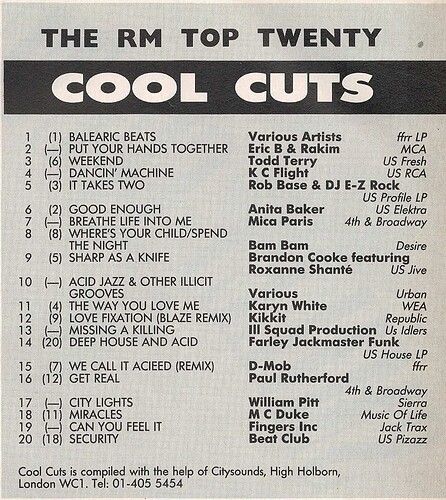 THE RM TOP TWENTY
COOL CUTS
1 (1) BALEARIC BEATS Various Artists ffrr LP
2 (—) PUT YOUR HANDS TOGETHER Eric B & Rakim MCA
3 (6) WEEKEND Todd Terry US Fresh
4 (—) DANCIN' MACHINE K C Flight US RCA
5 (3) IT TAKES TWO Rob Base & DJ E-Z Rock
US Profile LP
6 (2) GOOD ENOUGH Anita Baker US Elektra
7 (—) BREATHE LIFE INTO ME Mica Paris 4th & Broadway
8 (8) WHERE'S YOUR CHILD/SPEND
THE NIGHT Bam Bam Desire
9 (5) SHARP AS A KNIFE Brandon Cooke featuring
Roxanne Shanté US Jive
10 (—) ACID JAZZ & OTHER ILLICIT
GROOVES Various Urban
11 (4) THE WAY YOU LOVE ME Karyn White WEA
12 (9) LOVE FIXATION (BLAZE REMIX) Kikkit Republic
13 (—) MISSING A KILLING Ill Squad Production Us Idlers
14 (20) DEEP HOUSE AND ACID Farley Jackmaster Funk
US House LP
15 (7) WE CALL IT ACIEED (REMIX) D-Mob ffrr
16 (12) GET REAL Paul Rutherford
4th & Broadway
17 (—) CITY LIGHTS William Pitt Sierra
18 (11) MIRACLES M C Duke Music Of Life
19 (—) CAN YOU FEEL IT Fingers Inc Jack Trax
20 (18) SECURITY Beat Club US Pizazz
Cool Cuts is compiled with the help of Citysounds, High Holborn,
London WC1. Tel: 01-405 5454